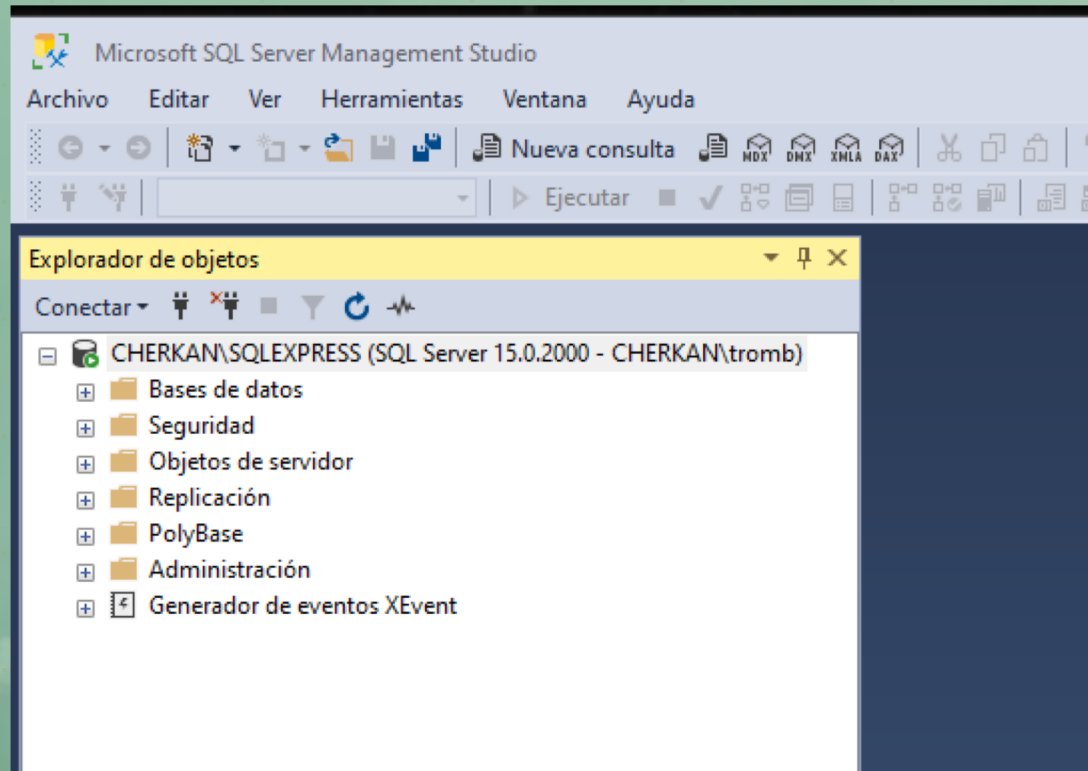 Microsoft SQL Server Management Studio
Archivo Editar Ver Herramientas Ventana Ayuda
Nueva consulta MDX DMX XMLA DAX
Ejecutar
Explorador de objetos
Conectar
CHERKAN\SQLEXPRESS (SQL Server 15.0.2000 - CHERKAN\tromb)
Bases de datos
Seguridad
Objetos de servidor
Replicación
PolyBase
Administración
Generador de eventos XEvent